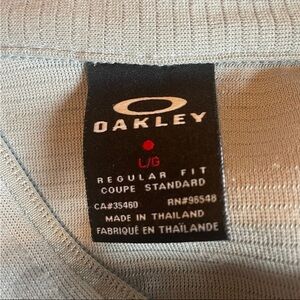 OAKLEY
L/G
REGULAR FIT
COUPE STANDARD
CA#35460 RN#96548
MADE IN THAILAND
FABRIQUÉ EN THAÏLANDE